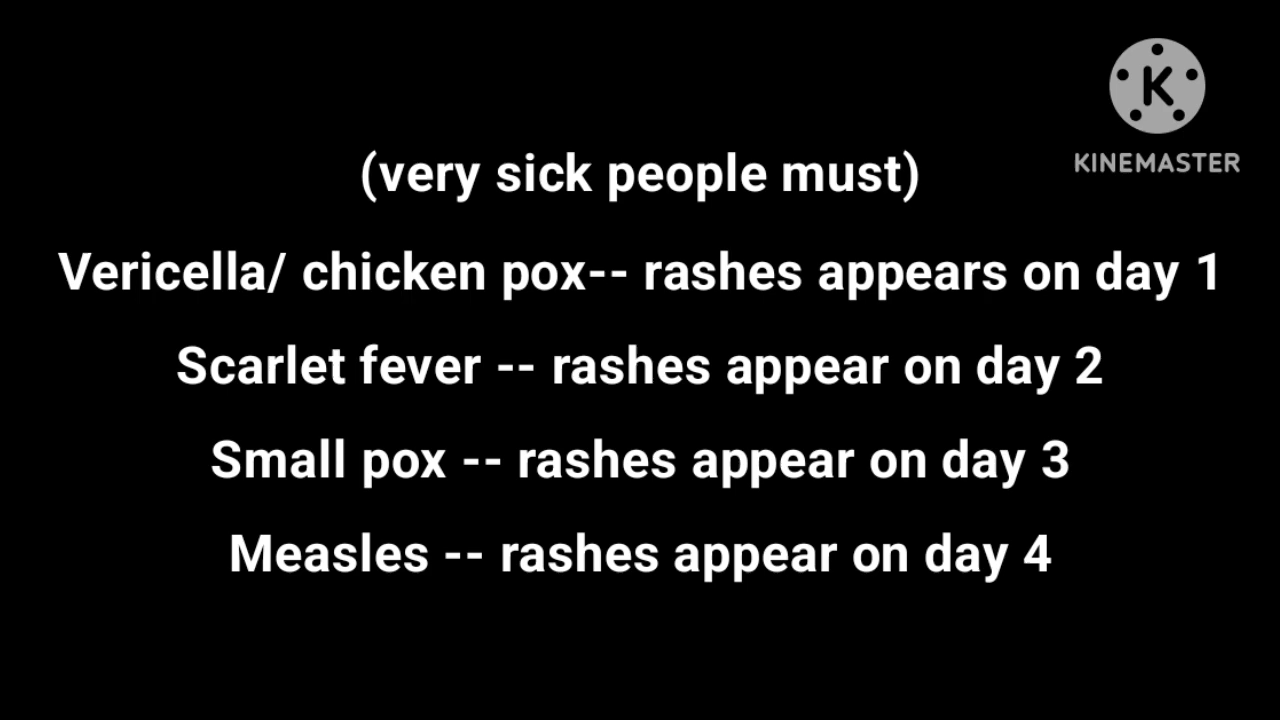 K
KINEMASTER
(very sick people must)
Vericella/ chicken pox-- rashes appears on day 1
Scarlet fever -- rashes appear on day 2
Small pox -- rashes appear on day 3
Measles -- rashes appear on day 4